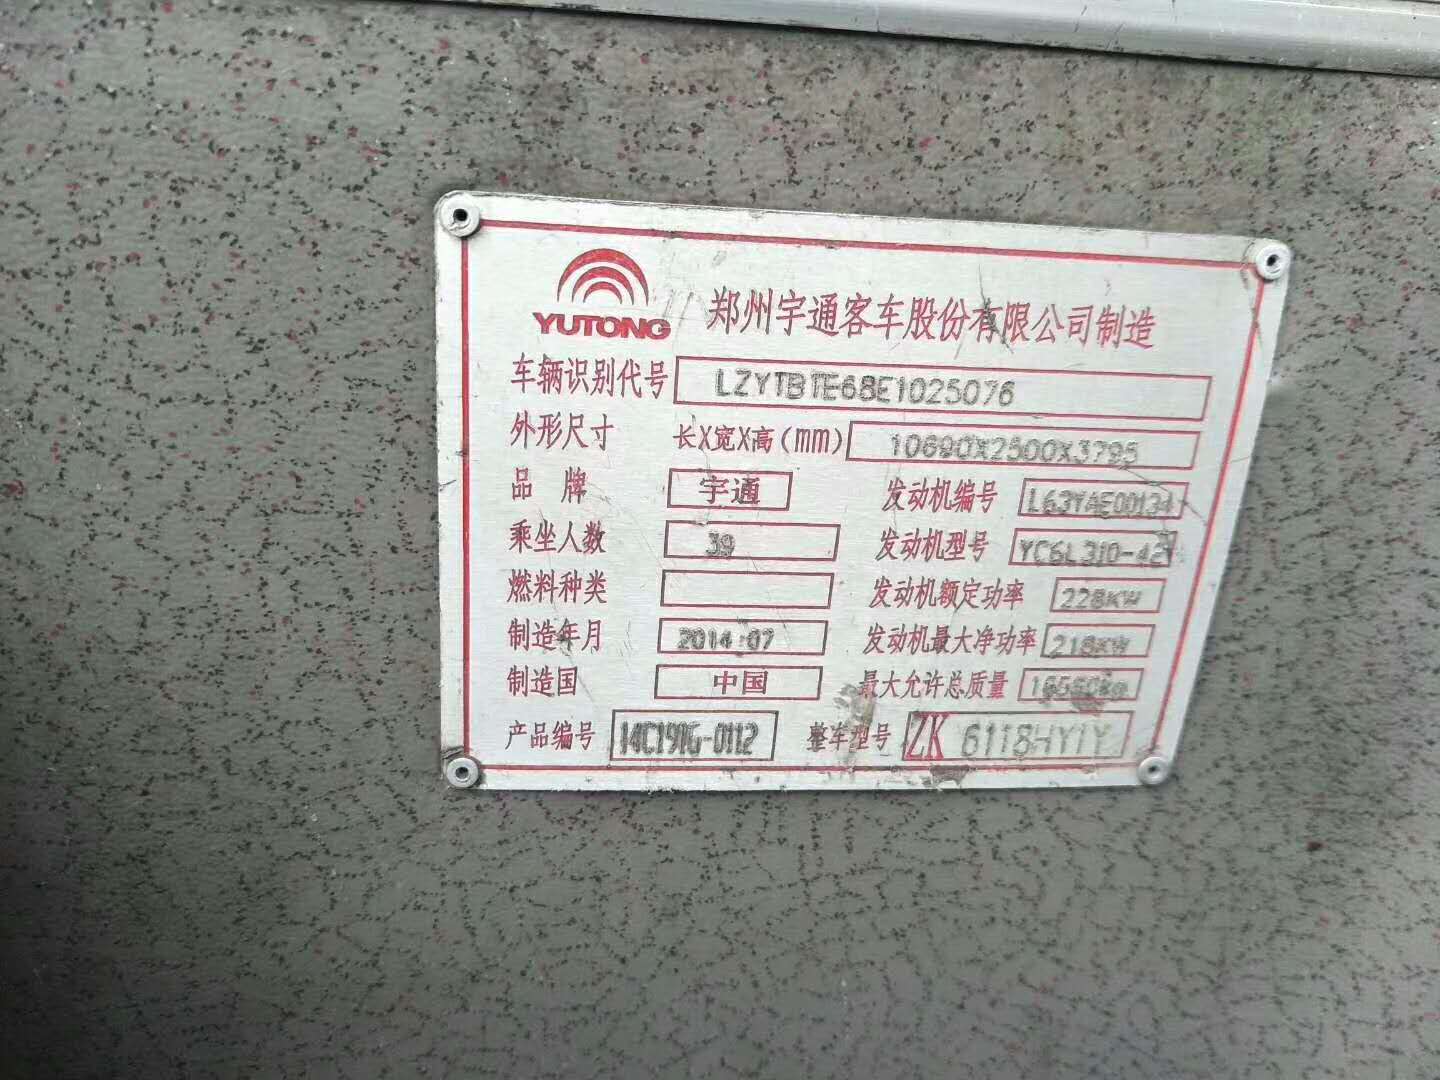 YUTONG
郑州宇通客车股份有限公司制造
车辆识别代号 LZYTBTE68E1025076
外形尺寸 长X宽X高(mm) 10690X2500X3795
品 牌 宇通 发动机编号 L63YAE00134
乘坐人数 39 发动机型号 YC6L310-42
燃料种类 发动机额定功率 228KW
制造年月 2014.07 发动机最大净功率 218KW
制造国 中国 最大允许总质量
产品编号 14C191G-0112 整车型号 ZK 6118HY1Y